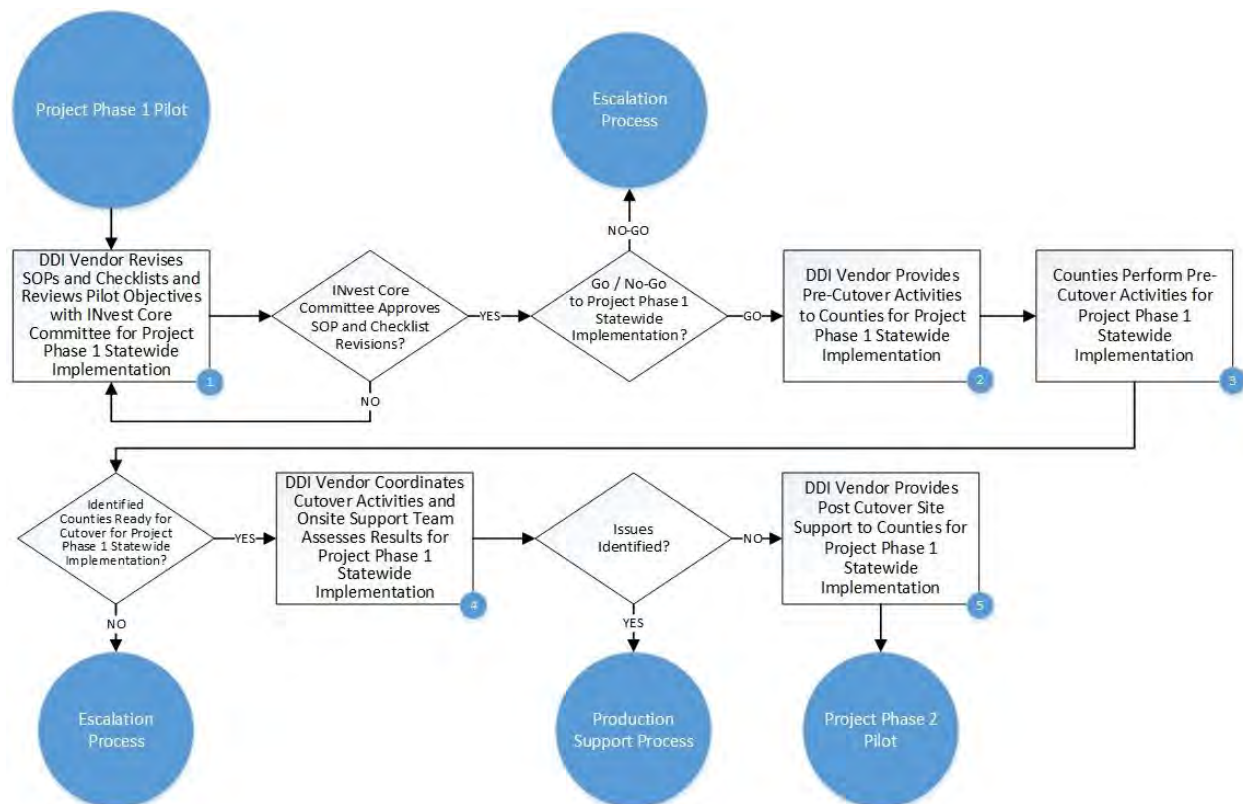 Project Phase 1 Pilot
Escalation
Process
NO-GO
DDI Vendor Revises
SOPs and Checklists and
Reviews Pilot Objectives
with INvest Core
Committee for Project
Phase 1 Statewide
Implementation
1
INvest Core
Committee Approves
SOP and Checklist
Revisions?
YES
NO
Go / No-Go
to Project Phase 1
Statewide
Implementation?
GO
DDI Vendor Provides
Pre-Cutover Activities
to Counties for Project
Phase 1 Statewide
Implementation
2
Counties Perform Pre-
Cutover Activities for
Project Phase 1
Statewide
Implementation
3
Identified
Counties Ready for
Cutover for Project
Phase 1 Statewide
Implementation?
YES
NO
DDI Vendor Coordinates
Cutover Activities and
Onsite Support Team
Assesses Results for
Project Phase 1
Statewide
Implementation
4
Issues
Identified?
NO
YES
DDI Vendor Provides
Post Cutover Site
Support to Counties for
Project Phase 1
Statewide
Implementation
5
Escalation
Process
Production
Support Process
Project Phase 2
Pilot